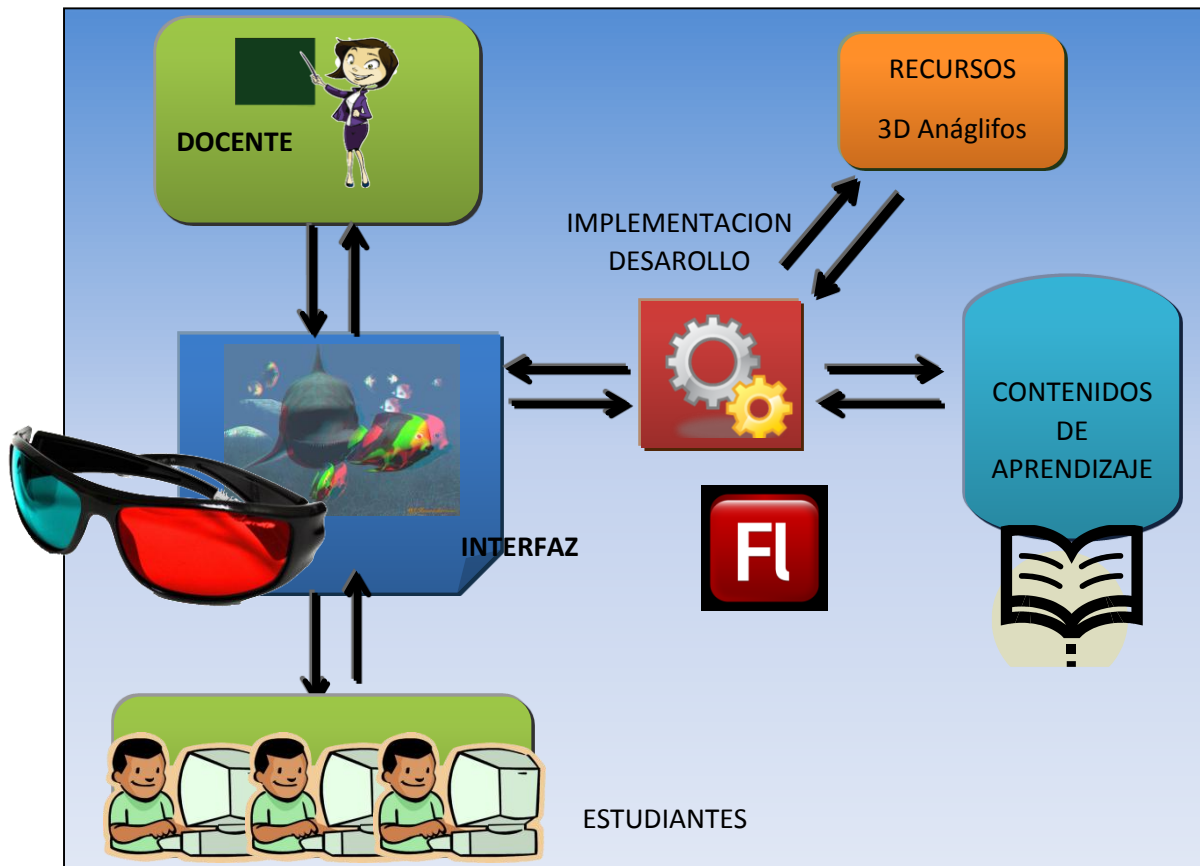 DOCENTE
RECURSOS
3D Anáglifos
IMPLEMENTACION
DESAROLLO
CONTENIDOS
DE
APRENDIZAJE
INTERFAZ
Fl
ESTUDIANTES